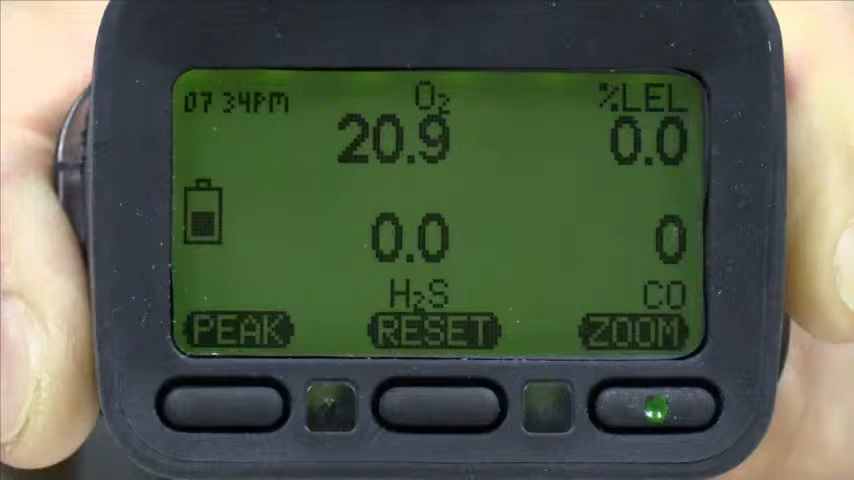 07 34PM O₂ %LEL
20.9 0.0
0.0 0
H₂S CO
PEAK RESET ZOOM